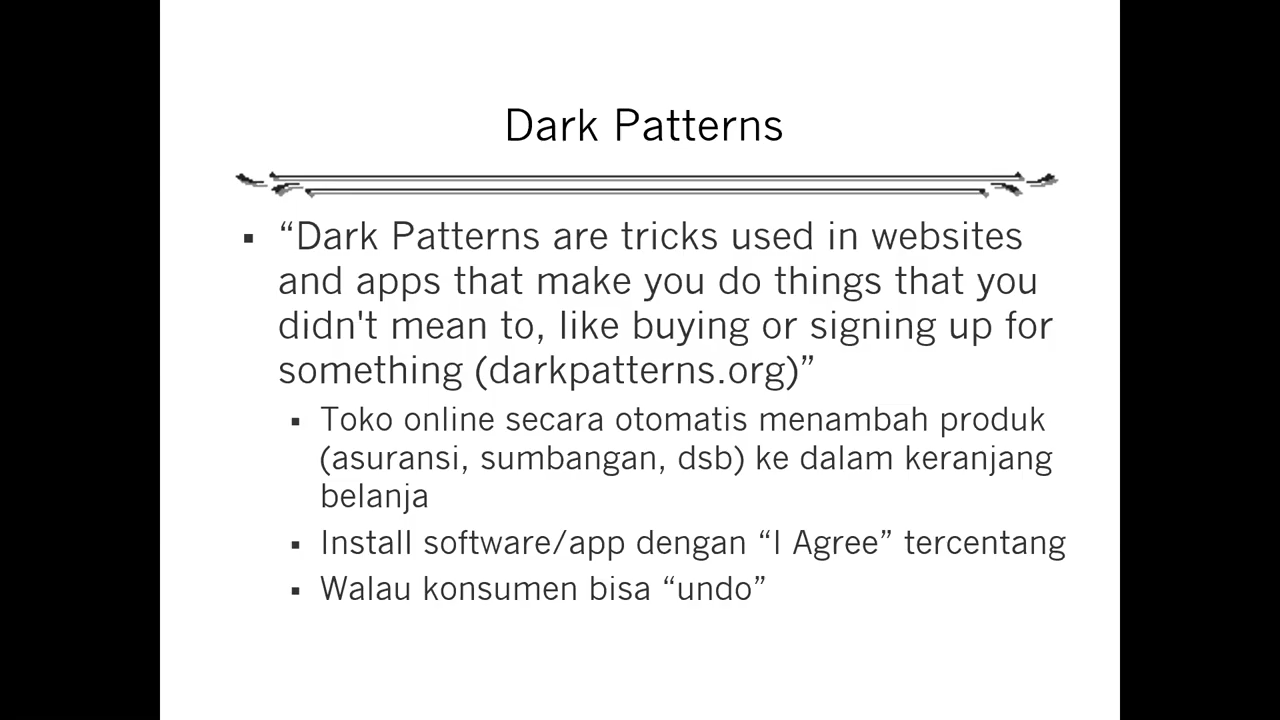 Dark Patterns
▪ “Dark Patterns are tricks used in websites
and apps that make you do things that you
didn't mean to, like buying or signing up for
something (darkpatterns.org)”
▪ Toko online secara otomatis menambah produk
(asuransi, sumbangan, dsb) ke dalam keranjang
belanja
▪ Install software/app dengan “I Agree” tercentang
▪ Walau konsumen bisa “undo”